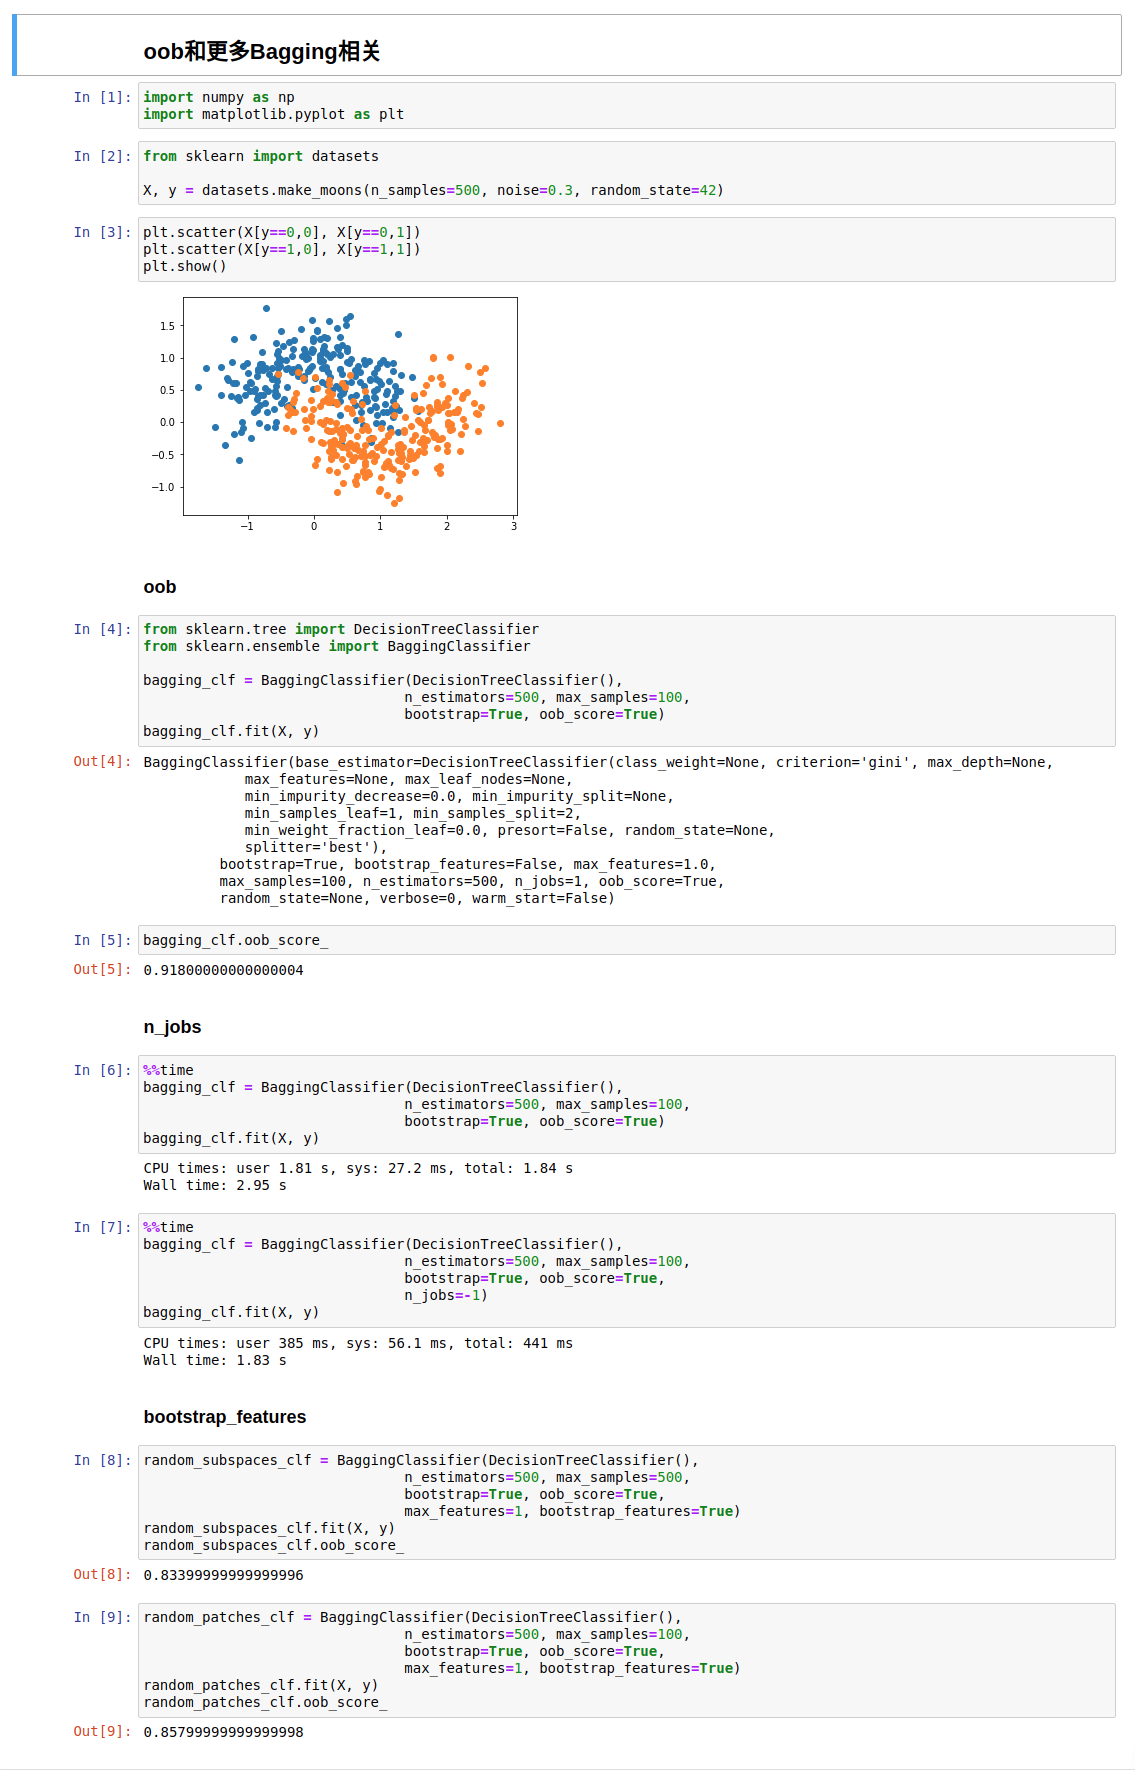 oob和更多Bagging相关
In [1]: import numpy as np
import matplotlib.pyplot as plt
In [2]: from sklearn import datasets
X, y = datasets.make_moons(n_samples=500, noise=0.3, random_state=42)
In [3]: plt.scatter(X[y==0,0], X[y==0,1])
plt.scatter(X[y==1,0], X[y==1,1])
plt.show()
1.5
1.0
0.5
0.0
−0.5
−1.0
−1 0 1 2 3
oob
In [4]: from sklearn.tree import DecisionTreeClassifier
from sklearn.ensemble import BaggingClassifier
bagging_clf = BaggingClassifier(DecisionTreeClassifier(),
n_estimators=500, max_samples=100,
bootstrap=True, oob_score=True)
bagging_clf.fit(X, y)
Out[4]: BaggingClassifier(base_estimator=DecisionTreeClassifier(class_weight=None, criterion='gini', max_depth=None,
max_features=None, max_leaf_nodes=None,
min_impurity_decrease=0.0, min_impurity_split=None,
min_samples_leaf=1, min_samples_split=2,
min_weight_fraction_leaf=0.0, presort=False, random_state=None,
splitter='best'),
bootstrap=True, bootstrap_features=False, max_features=1.0,
max_samples=100, n_estimators=500, n_jobs=1, oob_score=True,
random_state=None, verbose=0, warm_start=False)
In [5]: bagging_clf.oob_score_
Out[5]: 0.91800000000000004
n_jobs
In [6]: %%time
bagging_clf = BaggingClassifier(DecisionTreeClassifier(),
n_estimators=500, max_samples=100,
bootstrap=True, oob_score=True)
bagging_clf.fit(X, y)
CPU times: user 1.81 s, sys: 27.2 ms, total: 1.84 s
Wall time: 2.95 s
In [7]: %%time
bagging_clf = BaggingClassifier(DecisionTreeClassifier(),
n_estimators=500, max_samples=100,
bootstrap=True, oob_score=True,
n_jobs=-1)
bagging_clf.fit(X, y)
CPU times: user 385 ms, sys: 56.1 ms, total: 441 ms
Wall time: 1.83 s
bootstrap_features
In [8]: random_subspaces_clf = BaggingClassifier(DecisionTreeClassifier(),
n_estimators=500, max_samples=500,
bootstrap=True, oob_score=True,
max_features=1, bootstrap_features=True)
random_subspaces_clf.fit(X, y)
random_subspaces_clf.oob_score_
Out[8]: 0.83399999999999996
In [9]: random_patches_clf = BaggingClassifier(DecisionTreeClassifier(),
n_estimators=500, max_samples=100,
bootstrap=True, oob_score=True,
max_features=1, bootstrap_features=True)
random_patches_clf.fit(X, y)
random_patches_clf.oob_score_
Out[9]: 0.85799999999999998